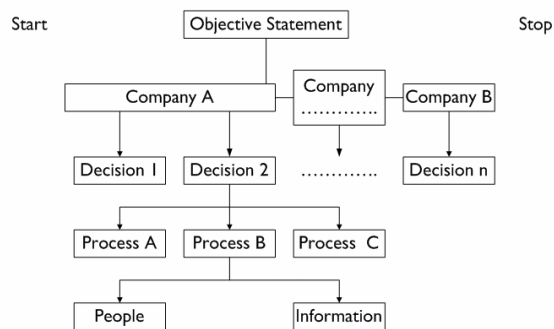 Start
Objective Statement
Stop
Company A
Company
.............
Company B
Decision 1
Decision 2
.............
Decision n
Process A
Process B
Process C
People
Information